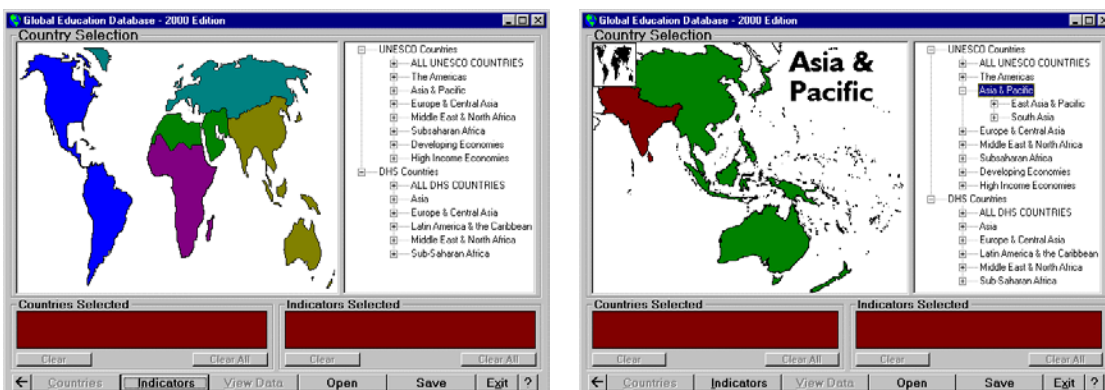 Global Education Database - 2000 Edition
Country Selection
UNESCO Countries
ALL UNESCO COUNTRIES
The Americas
Asia & Pacific
Europe & Central Asia
Middle East & North Africa
Subsaharan Africa
Developing Economies
High Income Economies
DHS Countries
ALL DHS COUNTRIES
Asia
Europe & Central Asia
Latin America & the Caribbean
Middle East & North Africa
Sub-Saharan Africa
Countries Selected
Indicators Selected
Clear
Clear All
Clear
Clear All
Countries
Indicators
View Data
Open
Save
Exit
?
Global Education Database - 2000 Edition
Country Selection
Asia &
Pacific
UNESCO Countries
ALL UNESCO COUNTRIES
The Americas
Asia & Pacific
East Asia & Pacific
South Asia
Europe & Central Asia
Middle East & North Africa
Subsaharan Africa
Developing Economies
High Income Economies
DHS Countries
ALL DHS COUNTRIES
Asia
Europe & Central Asia
Latin America & the Caribbean
Middle East & North Africa
Sub-Saharan Africa
Countries Selected
Indicators Selected
Clear
Clear All
Clear
Clear All
Countries
Indicators
View Data
Open
Save
Exit
?